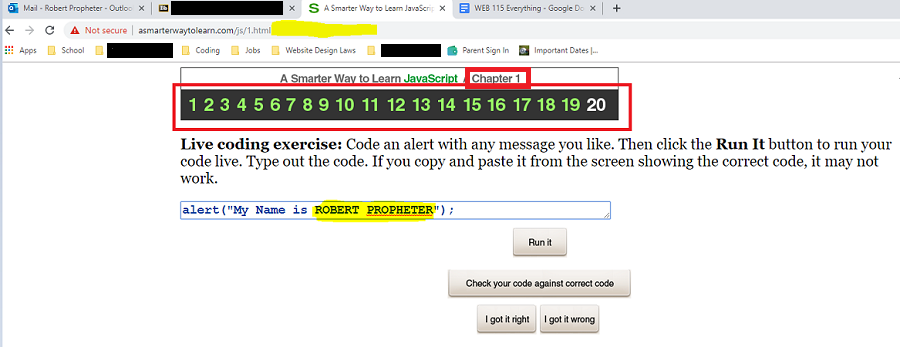 Mail - Robert Propheter - Outloo
A Smarter Way to Learn JavaScrip
WEB 115 Everything - Google Do
Not secure | asmarterwaytolearn.com/js/1.html
Apps School Coding Jobs Website Design Laws Parent Sign In Important Dates |...
A Smarter Way to Learn JavaScript / Chapter 1
1 2 3 4 5 6 7 8 9 10 11 12 13 14 15 16 17 18 19 20
Live coding exercise: Code an alert with any message you like. Then click the Run It button to run your
code live. Type out the code. If you copy and paste it from the screen showing the correct code, it may not
work.
alert("My Name is ROBERT PROPHETER");
Run it
Check your code against correct code
I got it right I got it wrong